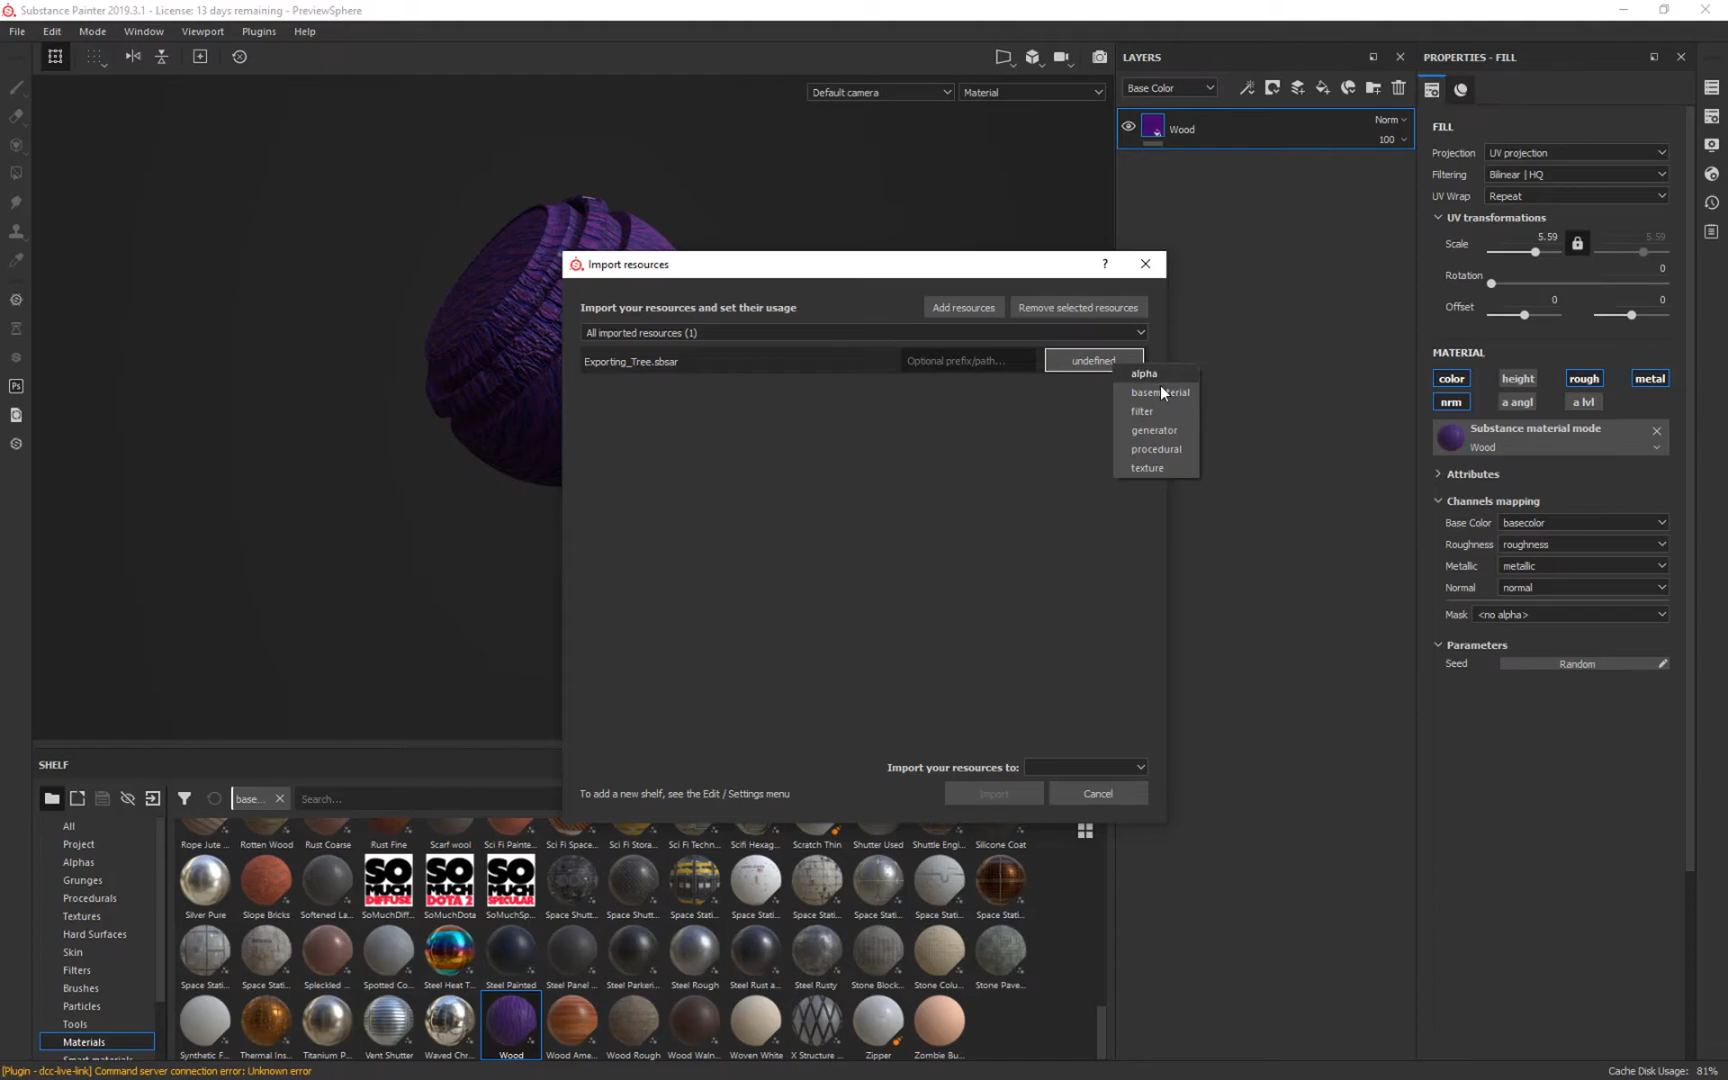 Substance Painter 2019.3.1 - License: 13 days remaining - PreviewSphere
File Edit Mode Window Viewport Plugins Help
Default camera
Material
LAYERS
Base Color
Wood
Norm
100
PROPERTIES - FILL
FILL
Projection UV projection
Filtering Bilinear | HQ
UV Wrap Repeat
UV transformations
Scale 5.59 5.59
Rotation 0
Offset 0 0
MATERIAL
color height rough metal
nrm a angl a lvl
Substance material mode
Wood
Attributes
Channels mapping
Base Color basecolor
Roughness roughness
Metallic metallic
Normal normal
Mask <no alpha>
Parameters
Seed Random
Import resources
?
Import your resources and set their usage
Add resources
Remove selected resources
All imported resources (1)
Exporting_Tree.sbsar
Optional prefix/path...
undefined
alpha
basematerial
filter
generator
procedural
texture
Import your resources to:
To add a new shelf, see the Edit / Settings menu
Import
Cancel
SHELF
base...
Search...
All
Project
Alphas
Grunges
Procedurals
Textures
Hard Surfaces
Skin
Filters
Brushes
Particles
Tools
Materials
Smart materials
Rope Jute ... Rotten Wood Rust Coarse Rust Fine Scarf wool Sci Fi Painte... Sci Fi Space... Sci Fi Stora... Sci Fi Techn... Scifi Hexag... Scratch Thin Shutter Used Shuttle Engi... Silicone Coat
SO MUCH DIFFUSE
SO MUCH DOTA 2
SO MUCH SPECULAR
Silver Pure Slope Bricks Softened La... SoMuchDiff... SoMuchDota SoMuchSp... Space Shutt... Space Shutt... Space Stati... Space Stati... Space Stati... Space Stati... Space Stati... Space Stati...
Space Stati... Space Stati... Speckled ... Spotted Co... Steel Heat T... Steel Painted Steel Panel ... Steel Parkeri... Steel Rough Steel Rust a... Steel Rusty Stone Block... Stone Colu... Stone Pave...
Synthetic F... Thermal Ins... Titanium P... Vent Shutter Waved Chr... Wood Wood Ame... Wood Rough Wood Waln... Woven White X Structure ... Zipper Zombie Bu...
[Plugin - dcc-live-link] Command server connection error: Unknown error
Cache Disk Usage: 81%